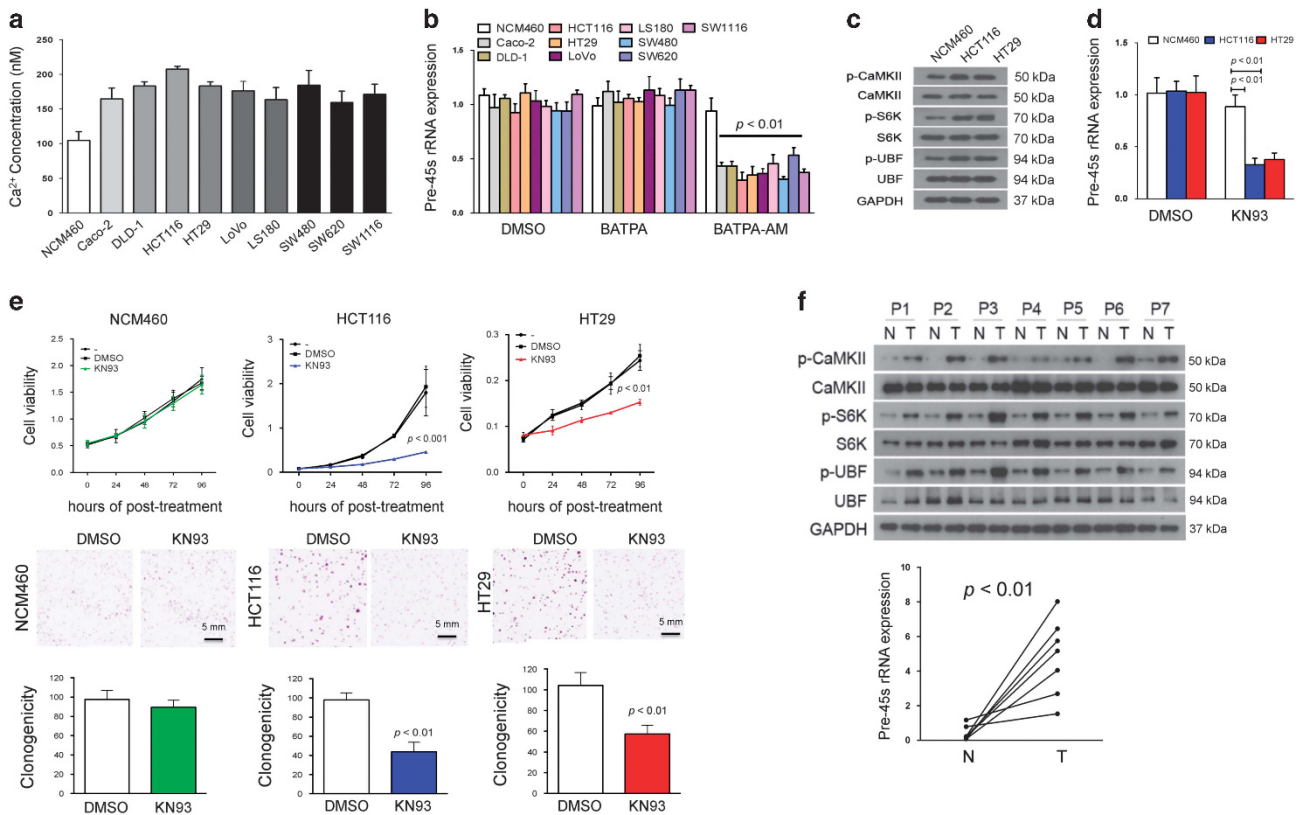 a
Ca2+ Concentration (nM)
250
200
150
100
50
0
NCM460
Caco-2
DLD-1
HCT116
HT29
LoVo
LS180
SW480
SW620
SW1116
b
NCM460 HCT116 LS180 SW1116
Caco-2 HT29 SW480
DLD-1 LoVo SW620
Pre-45s rRNA expression
1.5
1.0
0.5
0.0
p < 0.01
DMSO BATPA BATPA-AM
c
NCM460
HCT116
HT29
p-CaMKII 50 kDa
CaMKII 50 kDa
p-S6K 70 kDa
S6K 70 kDa
p-UBF 94 kDa
UBF 94 kDa
GAPDH 37 kDa
d
NCM460 HCT116 HT29
Pre-45s rRNA expression
1.5
1.0
0.5
0.0
p < 0.01
p < 0.01
DMSO KN93
e
NCM460
Cell viability
2.0
1.5
1.0
0.5
0.0
-
DMSO
KN93
0 24 48 72 96
hours of post-treatment
HCT116
Cell viability
3
2
1
0
-
DMSO
KN93
p < 0.001
0 24 48 72 96
hours of post-treatment
HT29
Cell viability
0.3
0.2
0.1
0.0
-
DMSO
KN93
p < 0.01
0 24 48 72 96
hours of post-treatment
DMSO KN93
NCM460
5 mm
DMSO KN93
HCT116
5 mm
DMSO KN93
HT29
5 mm
Clonogenicity
120
100
80
60
40
20
0
DMSO KN93
Clonogenicity
120
100
80
60
40
20
0
p < 0.01
DMSO KN93
Clonogenicity
120
100
80
60
40
20
0
p < 0.01
DMSO KN93
f
P1 P2 P3 P4 P5 P6 P7
N T N T N T N T N T N T N T
p-CaMKII 50 kDa
CaMKII 50 kDa
p-S6K 70 kDa
S6K 70 kDa
p-UBF 94 kDa
UBF 94 kDa
GAPDH 37 kDa
Pre-45s rRNA expression
10
8
6
4
2
0
p < 0.01
N T